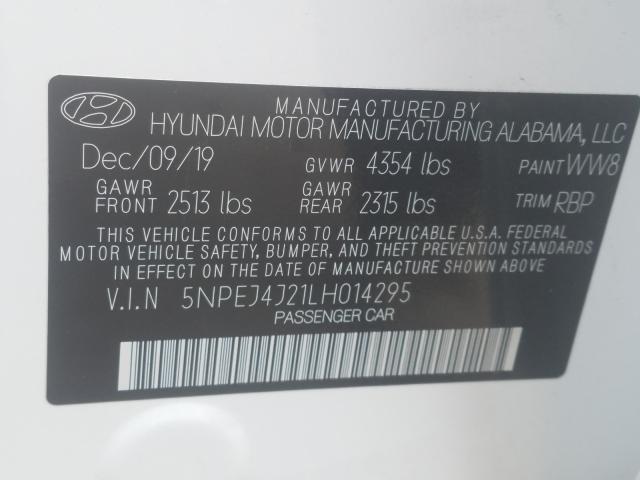 MANUFACTURED BY
HYUNDAI MOTOR MANUFACTURING ALABAMA, LLC
Dec/09/19 GVWR 4354 lbs PAINT WW8
GAWR FRONT 2513 lbs GAWR REAR 2315 lbs TRIM RBP
THIS VEHICLE CONFORMS TO ALL APPLICABLE U.S.A. FEDERAL
MOTOR VEHICLE SAFETY, BUMPER, AND THEFT PREVENTION STANDARDS
IN EFFECT ON THE DATE OF MANUFACTURE SHOWN ABOVE
V.I.N 5NPEJ4J21LH014295
PASSENGER CAR